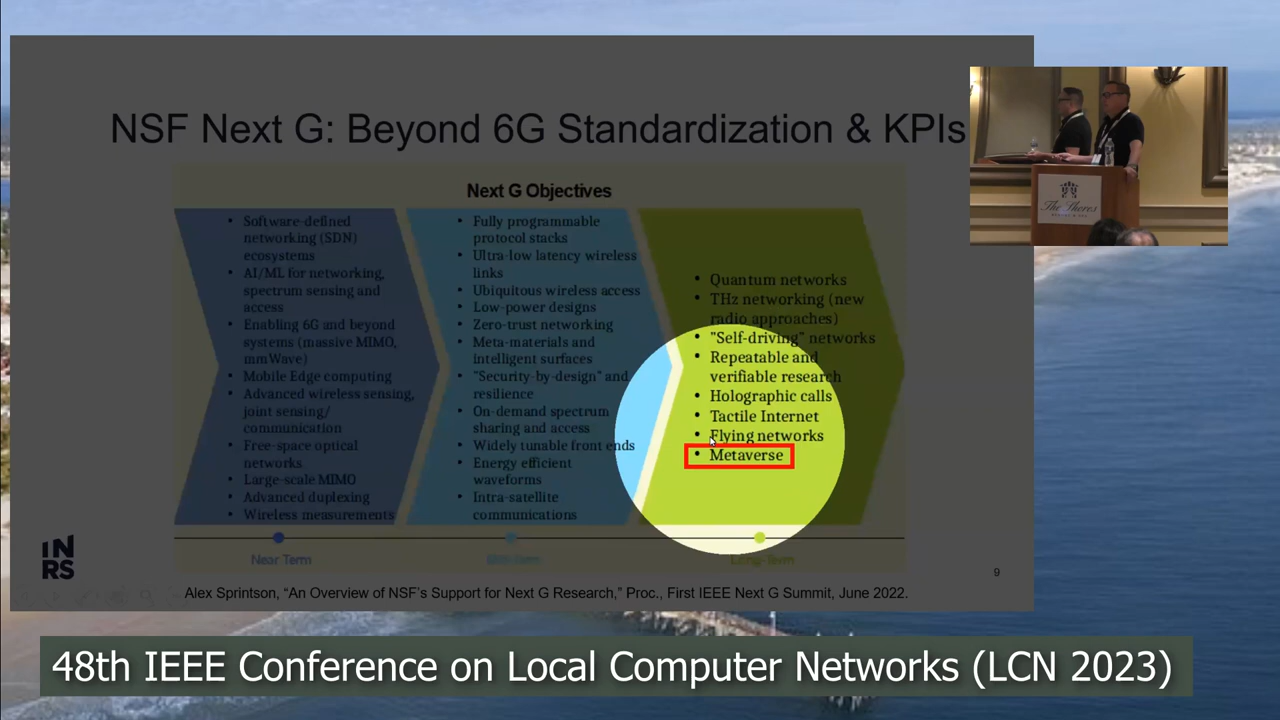 NSF Next G: Beyond 6G Standardization & KPIs
Next G Objectives
• Software-defined
networking (SDN)
ecosystems
• AI/ML for networking,
spectrum sensing and
access
• Enabling 6G and beyond
systems (massive MIMO,
mmWave)
• Mobile Edge computing
• Advanced wireless sensing,
joint sensing/
communication
• Free-space optical
networks
• Large-scale MIMO
• Advanced duplexing
• Wireless measurements
• Fully programmable
protocol stacks
• Ultra-low latency wireless
links
• Ubiquitous wireless access
• Low-power designs
• Zero-trust networking
• Meta-materials and
intelligent surfaces
• "Security-by-design" and
resilience
• On-demand spectrum
sharing and access
• Widely tunable front ends
• Energy efficient
waveforms
• Intra-satellite
communications
• Quantum networks
• THz networking (new
radio approaches)
• "Self-driving" networks
• Repeatable and
verifiable research
• Holographic calls
• Tactile Internet
• Flying networks
• Metaverse
Near Term
Long-Term
INRS
9
Alex Sprintson, “An Overview of NSF’s Support for Next G Research,” Proc., First IEEE Next G Summit, June 2022.
The Shores
48th IEEE Conference on Local Computer Networks (LCN 2023)